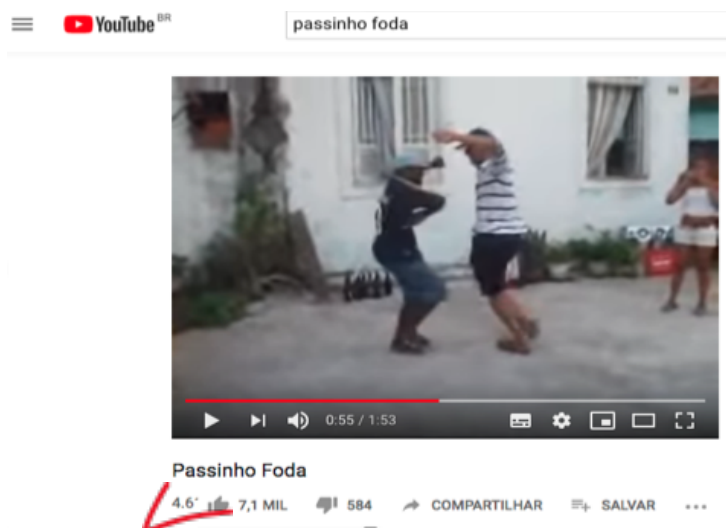 YouTube BR
passinho foda
0:55 / 1:53
Passinho Foda
7,1 MIL 584 COMPARTILHAR SALVAR